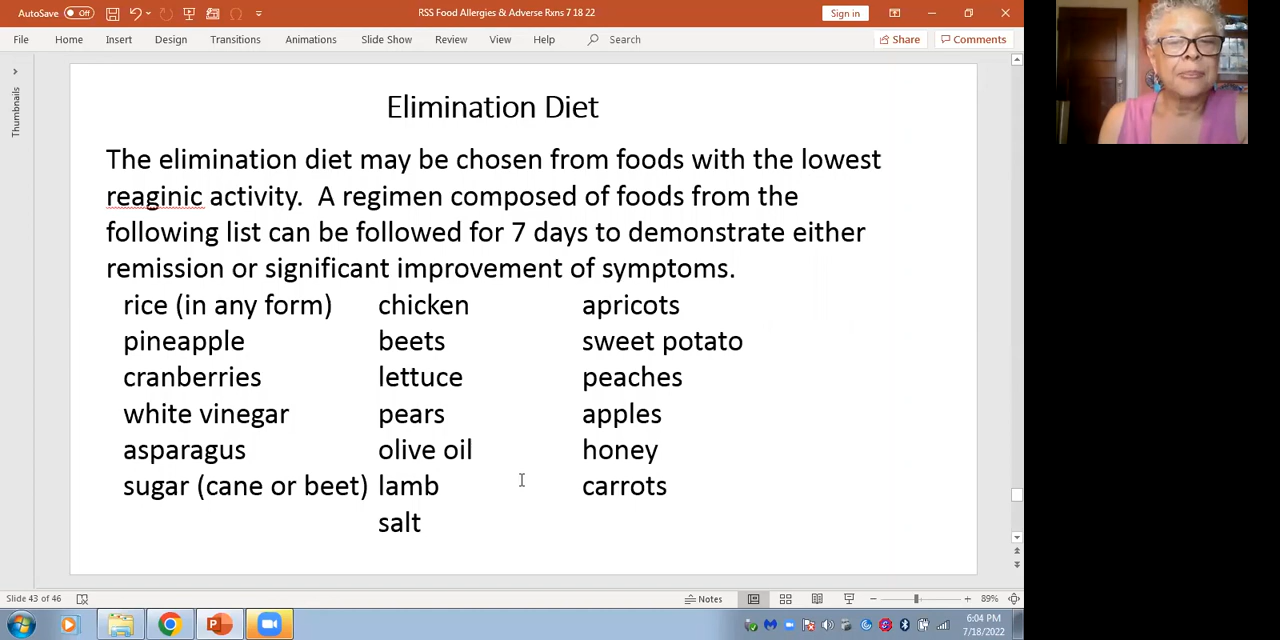 AutoSave Off
RSS Food Allergies & Adverse Rxns 7 18 22
Sign in
File Home Insert Design Transitions Animations Slide Show Review View Help Search Share Comments
Thumbnails
Elimination Diet
The elimination diet may be chosen from foods with the lowest
reaginic activity. A regimen composed of foods from the
following list can be followed for 7 days to demonstrate either
remission or significant improvement of symptoms.
rice (in any form) chicken apricots
pineapple beets sweet potato
cranberries lettuce peaches
white vinegar pears apples
asparagus olive oil honey
sugar (cane or beet) lamb carrots
salt
Slide 43 of 46 Notes 89%
6:04 PM
7/18/2022